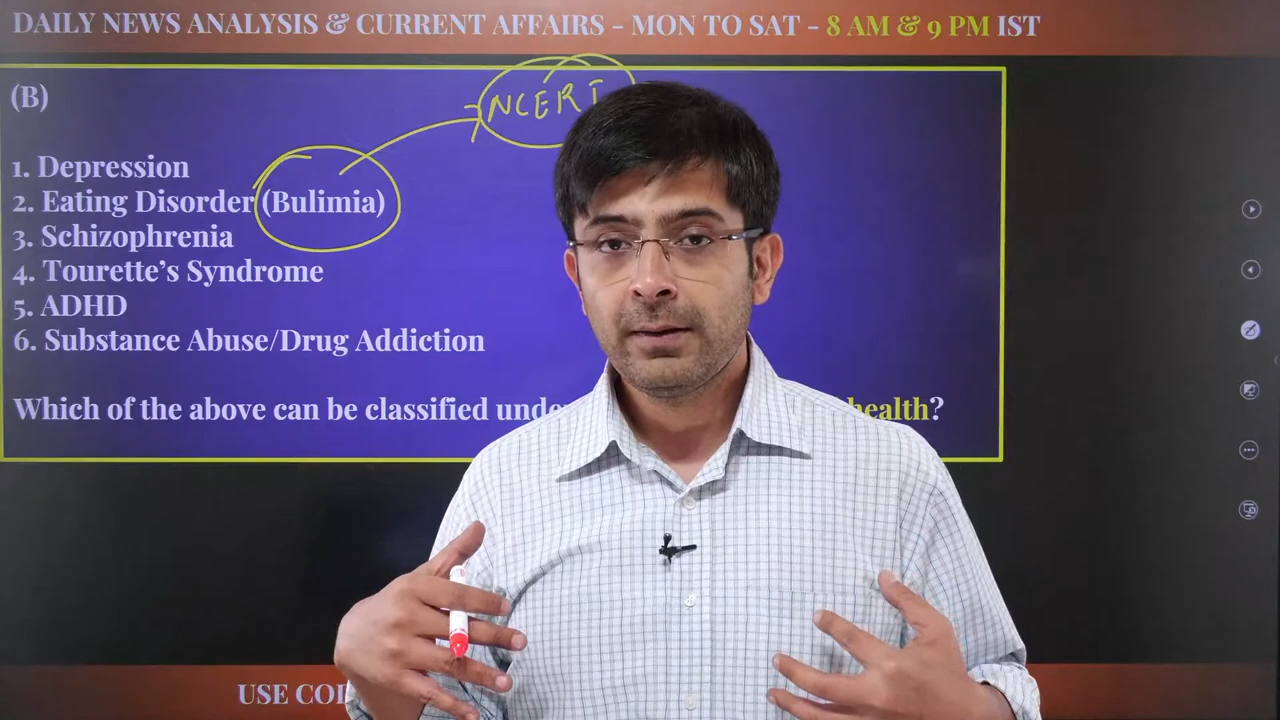 DAILY NEWS ANALYSIS & CURRENT AFFAIRS - MON TO SAT - 8 AM & 9 PM IST
(B)
NCERT
1. Depression
2. Eating Disorder (Bulimia)
3. Schizophrenia
4. Tourette's Syndrome
5. ADHD
6. Substance Abuse/Drug Addiction
Which of the above can be classified health?
USE